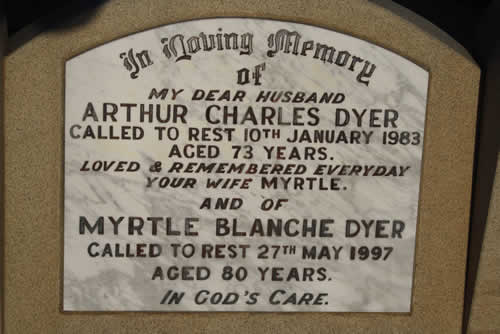 In Loving Memory
of
MY DEAR HUSBAND
ARTHUR CHARLES DYER
CALLED TO REST 10TH JANUARY 1983
AGED 73 YEARS.
LOVED & REMEMBERED EVERYDAY
YOUR WIFE MYRTLE.
AND OF
MYRTLE BLANCHE DYER
CALLED TO REST 27TH MAY 1997
AGED 80 YEARS.
IN GOD'S CARE.